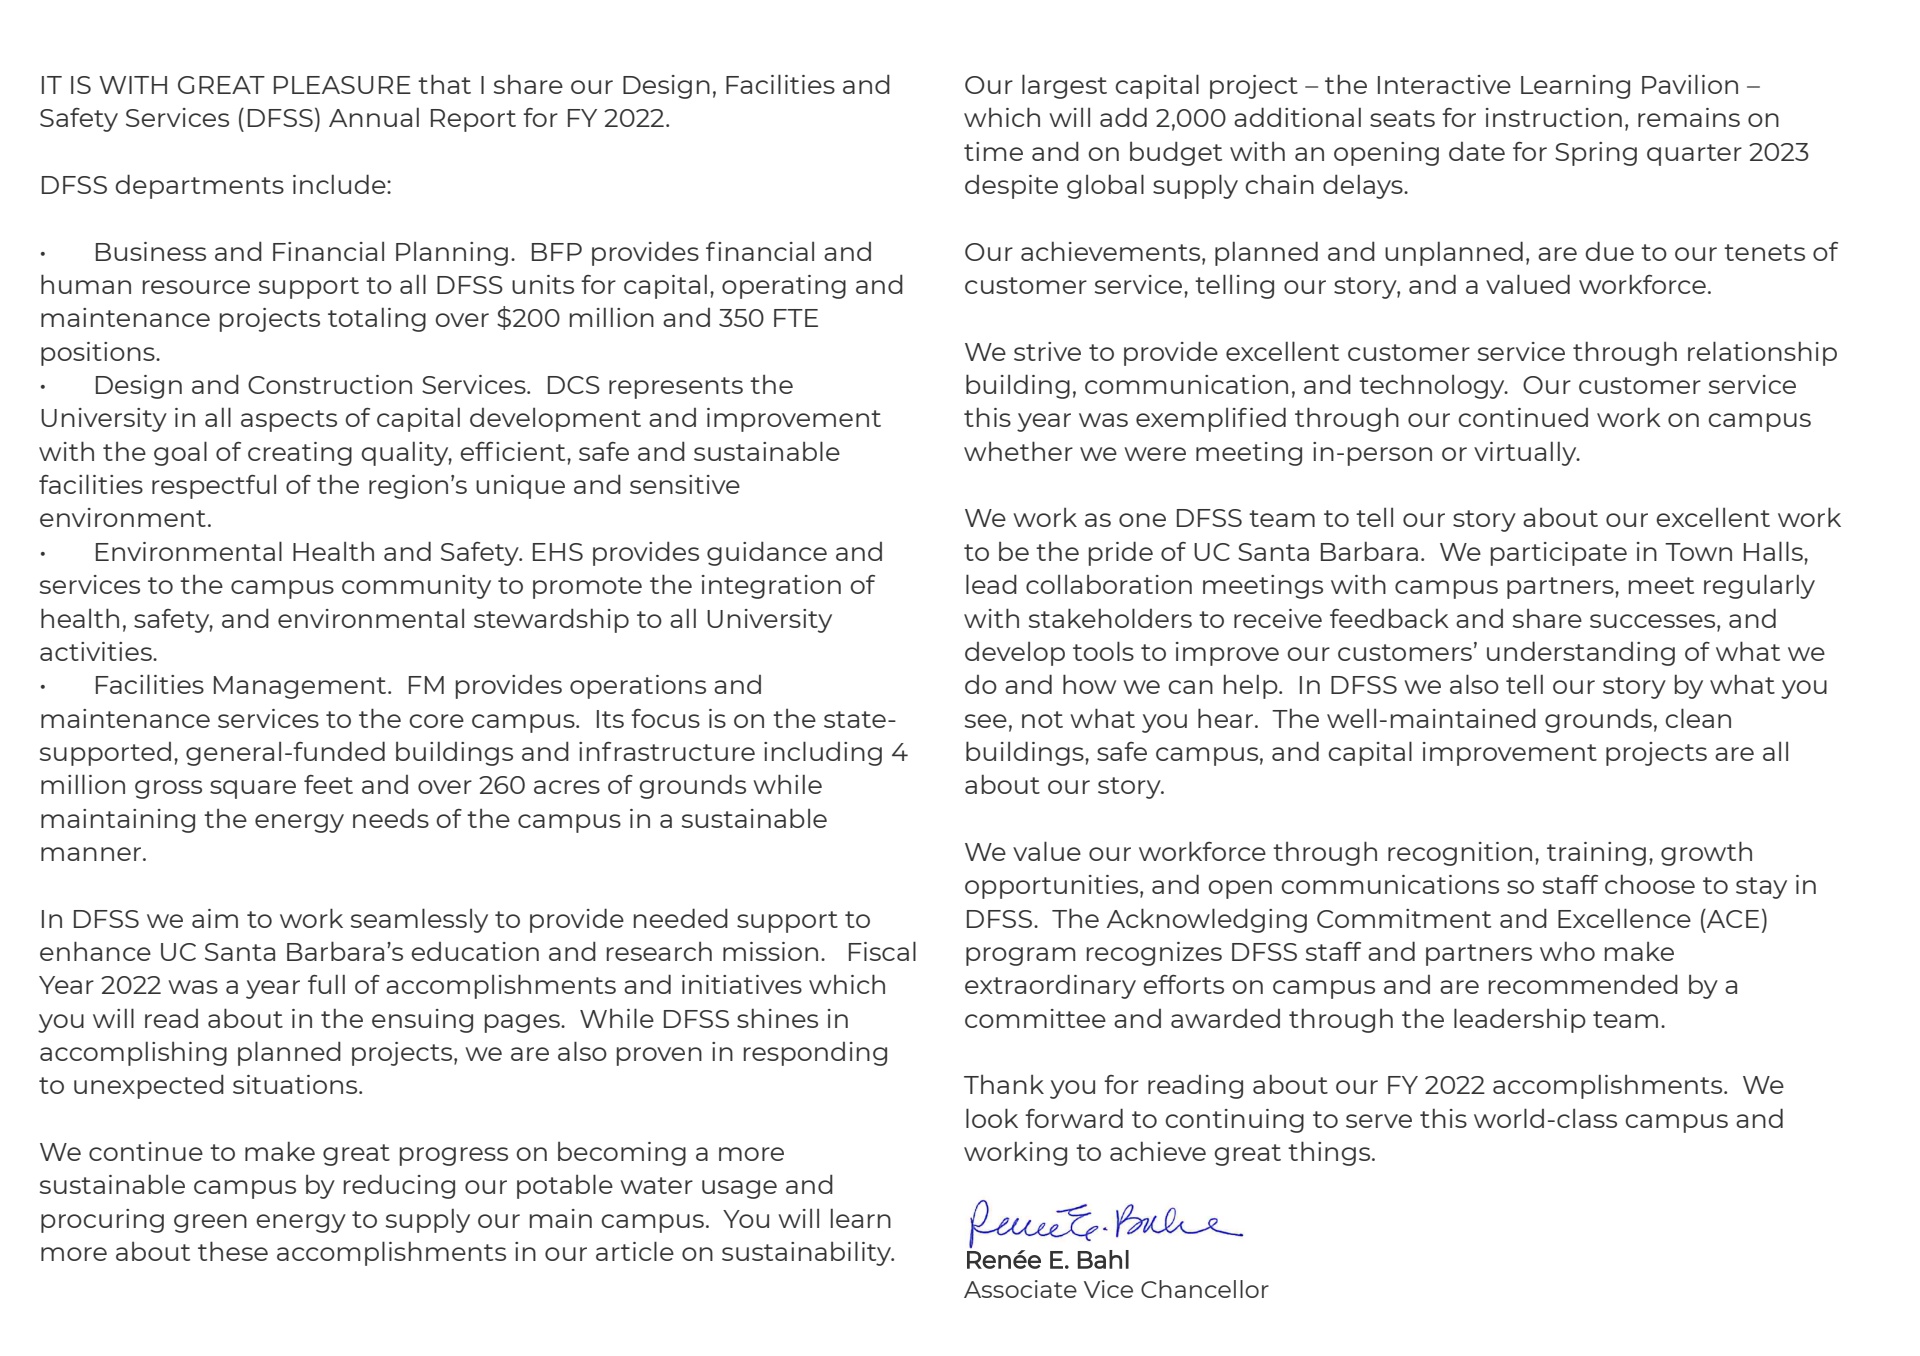 IT IS WITH GREAT PLEASURE that I share our Design, Facilities and
Safety Services (DFSS) Annual Report for FY 2022.
DFSS departments include:
•	Business and Financial Planning.  BFP provides financial and
human resource support to all DFSS units for capital, operating and
maintenance projects totaling over $200 million and 350 FTE
positions.
•	Design and Construction Services.  DCS represents the
University in all aspects of capital development and improvement
with the goal of creating quality, efficient, safe and sustainable
facilities respectful of the region’s unique and sensitive
environment.
•	Environmental Health and Safety. EHS provides guidance and
services to the campus community to promote the integration of
health, safety, and environmental stewardship to all University
activities.
•	Facilities Management.  FM provides operations and
maintenance services to the core campus.  Its focus is on the state-
supported, general-funded buildings and infrastructure including 4
million gross square feet and over 260 acres of grounds while
maintaining the energy needs of the campus in a sustainable
manner.
In DFSS we aim to work seamlessly to provide needed support to
enhance UC Santa Barbara’s education and research mission.   Fiscal
Year 2022 was a year full of accomplishments and initiatives which
you will read about in the ensuing pages.  While DFSS shines in
accomplishing planned projects, we are also proven in responding
to unexpected situations.
We continue to make great progress on becoming a more
sustainable campus by reducing our potable water usage and
procuring green energy to supply our main campus.  You will learn
more about these accomplishments in our article on sustainability.
Our largest capital project – the Interactive Learning Pavilion –
which will add 2,000 additional seats for instruction, remains on
time and on budget with an opening date for Spring quarter 2023
despite global supply chain delays.
Our achievements, planned and unplanned, are due to our tenets of
customer service, telling our story, and a valued workforce.
We strive to provide excellent customer service through relationship
building, communication, and technology.  Our customer service
this year was exemplified through our continued work on campus
whether we were meeting in-person or virtually.
We work as one DFSS team to tell our story about our excellent work
to be the pride of UC Santa Barbara.  We participate in Town Halls,
lead collaboration meetings with campus partners, meet regularly
with stakeholders to receive feedback and share successes, and
develop tools to improve our customers’ understanding of what we
do and how we can help.  In DFSS we also tell our story by what you
see, not what you hear.  The well-maintained grounds, clean
buildings, safe campus, and capital improvement projects are all
about our story.
We value our workforce through recognition, training, growth
opportunities, and open communications so staff choose to stay in
DFSS.  The Acknowledging Commitment and Excellence (ACE)
program recognizes DFSS staff and partners who make
extraordinary efforts on campus and are recommended by a
committee and awarded through the leadership team.
Thank you for reading about our FY 2022 accomplishments.  We
look forward to continuing to serve this world-class campus and
working to achieve great things.
Renée E. Bahl
Renée E. Bahl
Associate Vice Chancellor